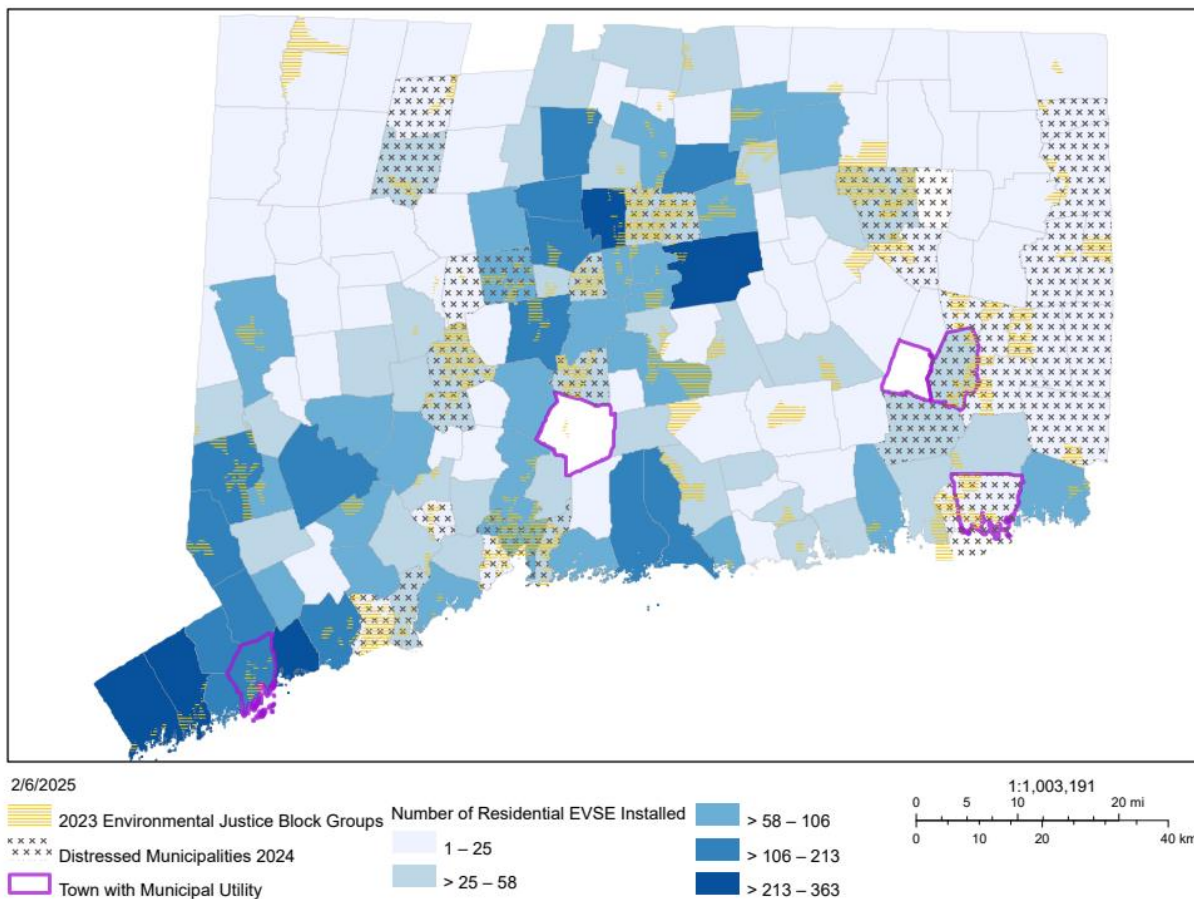 2/6/2025
2023 Environmental Justice Block Groups
Distressed Municipalities 2024
Town with Municipal Utility
Number of Residential EVSE Installed
1 – 25
> 25 – 58
> 58 – 106
> 106 – 213
> 213 – 363
1:1,003,191
0 5 10 20 mi
0 10 20 40 km